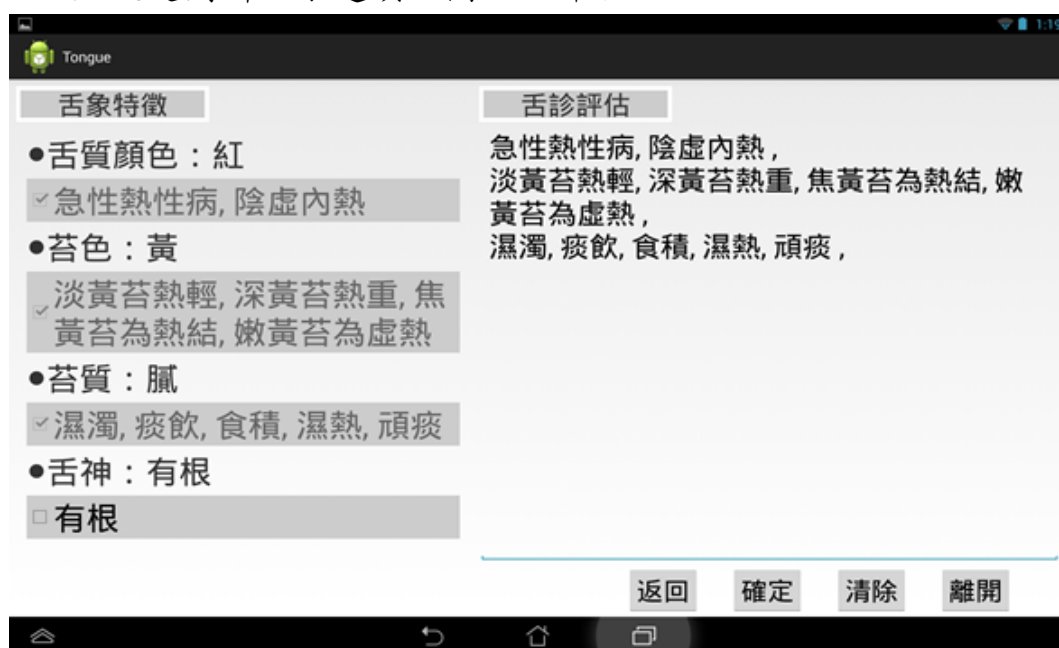 1:19
Tongue
舌象特徵
●舌質顏色：紅
急性熱性病, 陰虛內熱
●苔色：黃
淡黃苔熱輕, 深黃苔熱重, 焦
黃苔為熱結, 嫩黃苔為虛熱
●苔質：膩
濕濁, 痰飲, 食積, 濕熱, 頑痰
●舌神：有根
有根
舌診評估
急性熱性病, 陰虛內熱 ,
淡黃苔熱輕, 深黃苔熱重, 焦黃苔為熱結, 嫩
黃苔為虛熱 ,
濕濁, 痰飲, 食積, 濕熱, 頑痰 ,
返回 確定 清除 離開